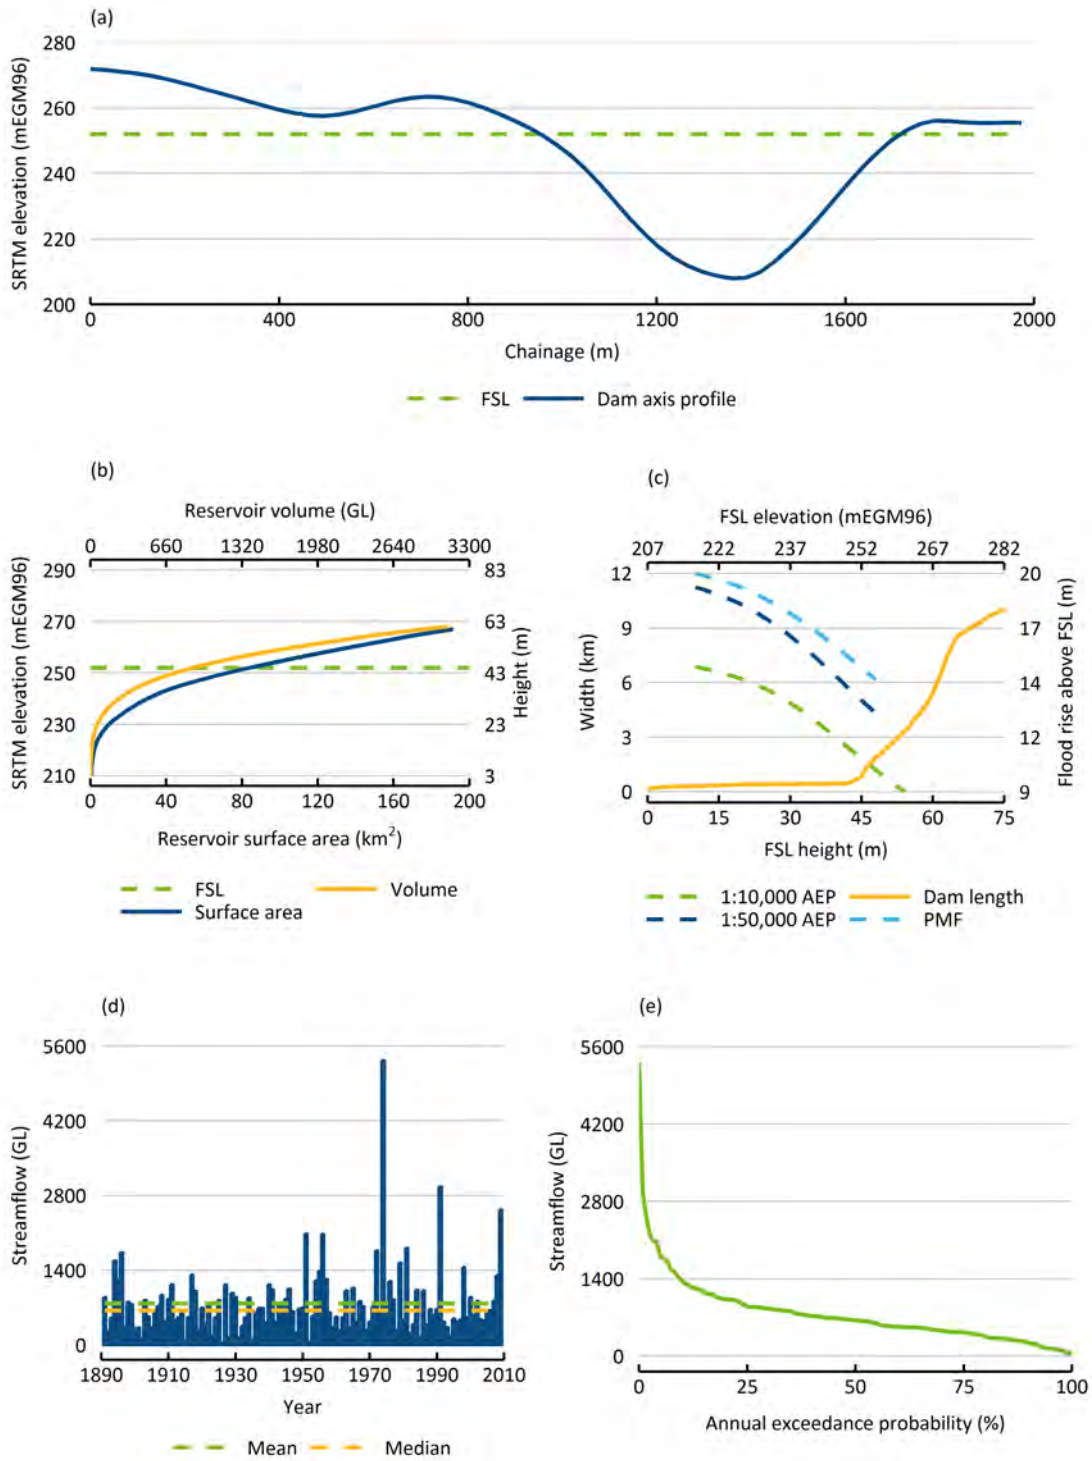 (a)
280
260
240
220
200
SRTM elevation (mEGM96)
0 400 800 1200 1600 2000
Chainage (m)
FSL Dam axis profile
(b)
Reservoir volume (GL)
0 660 1320 1980 2640 3300
290 83
270 63
250 43
230 23
210 3
SRTM elevation (mEGM96)
Height (m)
0 40 80 120 160 200
Reservoir surface area (km²)
FSL Volume
Surface area
(c)
FSL elevation (mEGM96)
207 222 237 252 267 282
12 20
9 17
6 14
3 12
0 9
Width (km)
Flood rise above FSL (m)
0 15 30 45 60 75
FSL height (m)
1:10,000 AEP Dam length
1:50,000 AEP PMF
(d)
5600
4200
2800
1400
0
Streamflow (GL)
1890 1910 1930 1950 1970 1990 2010
Year
Mean Median
(e)
5600
4200
2800
1400
0
Streamflow (GL)
0 25 50 75 100
Annual exceedance probability (%)